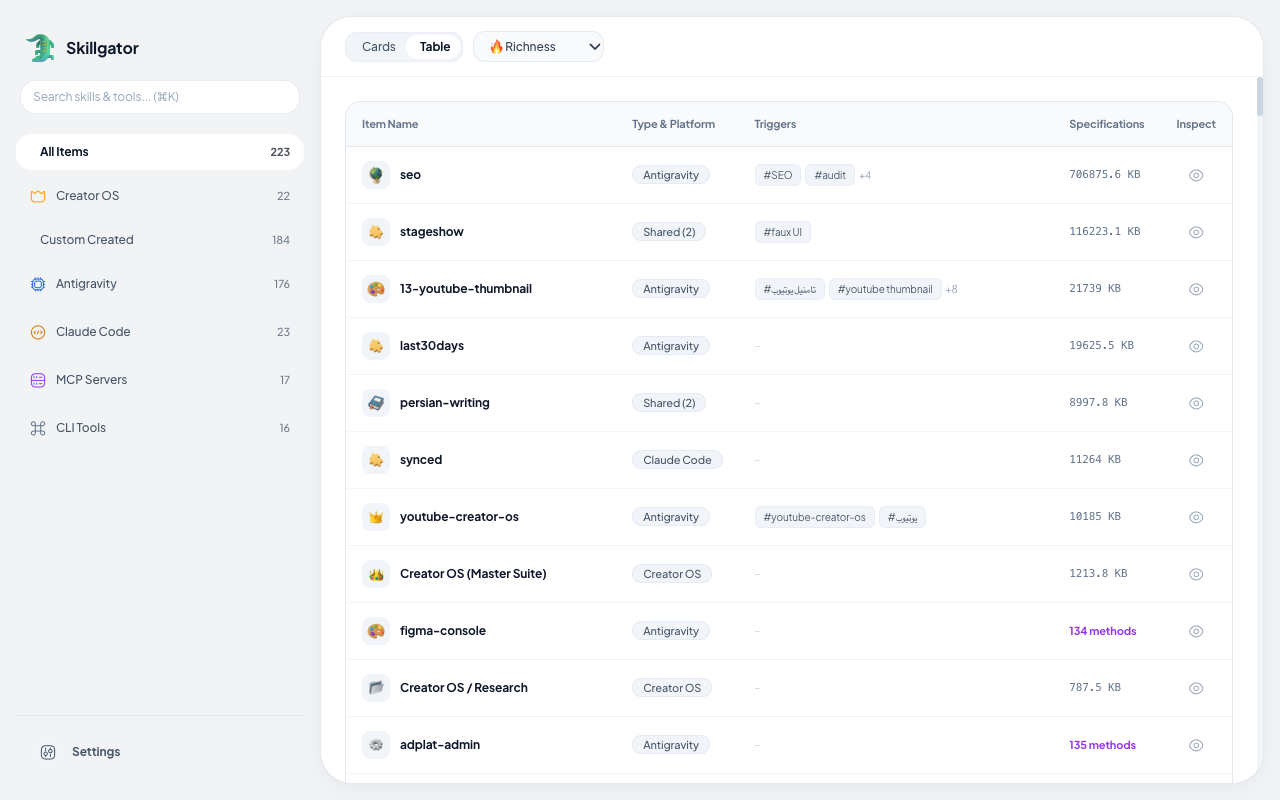 Skillgator
Search skills & tools... (⌘K)
All Items 223
Creator OS 22
Custom Created 184
Antigravity 176
Claude Code 23
MCP Servers 17
CLI Tools 16
Settings
Cards Table 🔥 Richness
Item Name Type & Platform Triggers Specifications Inspect
seo Antigravity #SEO #audit +4 706875.6 KB
stageshow Shared (2) #faux UI 116223.1 KB
13-youtube-thumbnail Antigravity #تامنیل یوتیوب #youtube thumbnail +8 21739 KB
last30days Antigravity - 19625.5 KB
persian-writing Shared (2) - 8997.8 KB
synced Claude Code - 11264 KB
youtube-creator-os Antigravity #youtube-creator-os #یوتیوب 10185 KB
Creator OS (Master Suite) Creator OS - 1213.8 KB
figma-console Antigravity - 134 methods
Creator OS / Research Creator OS - 787.5 KB
adplat-admin Antigravity - 135 methods